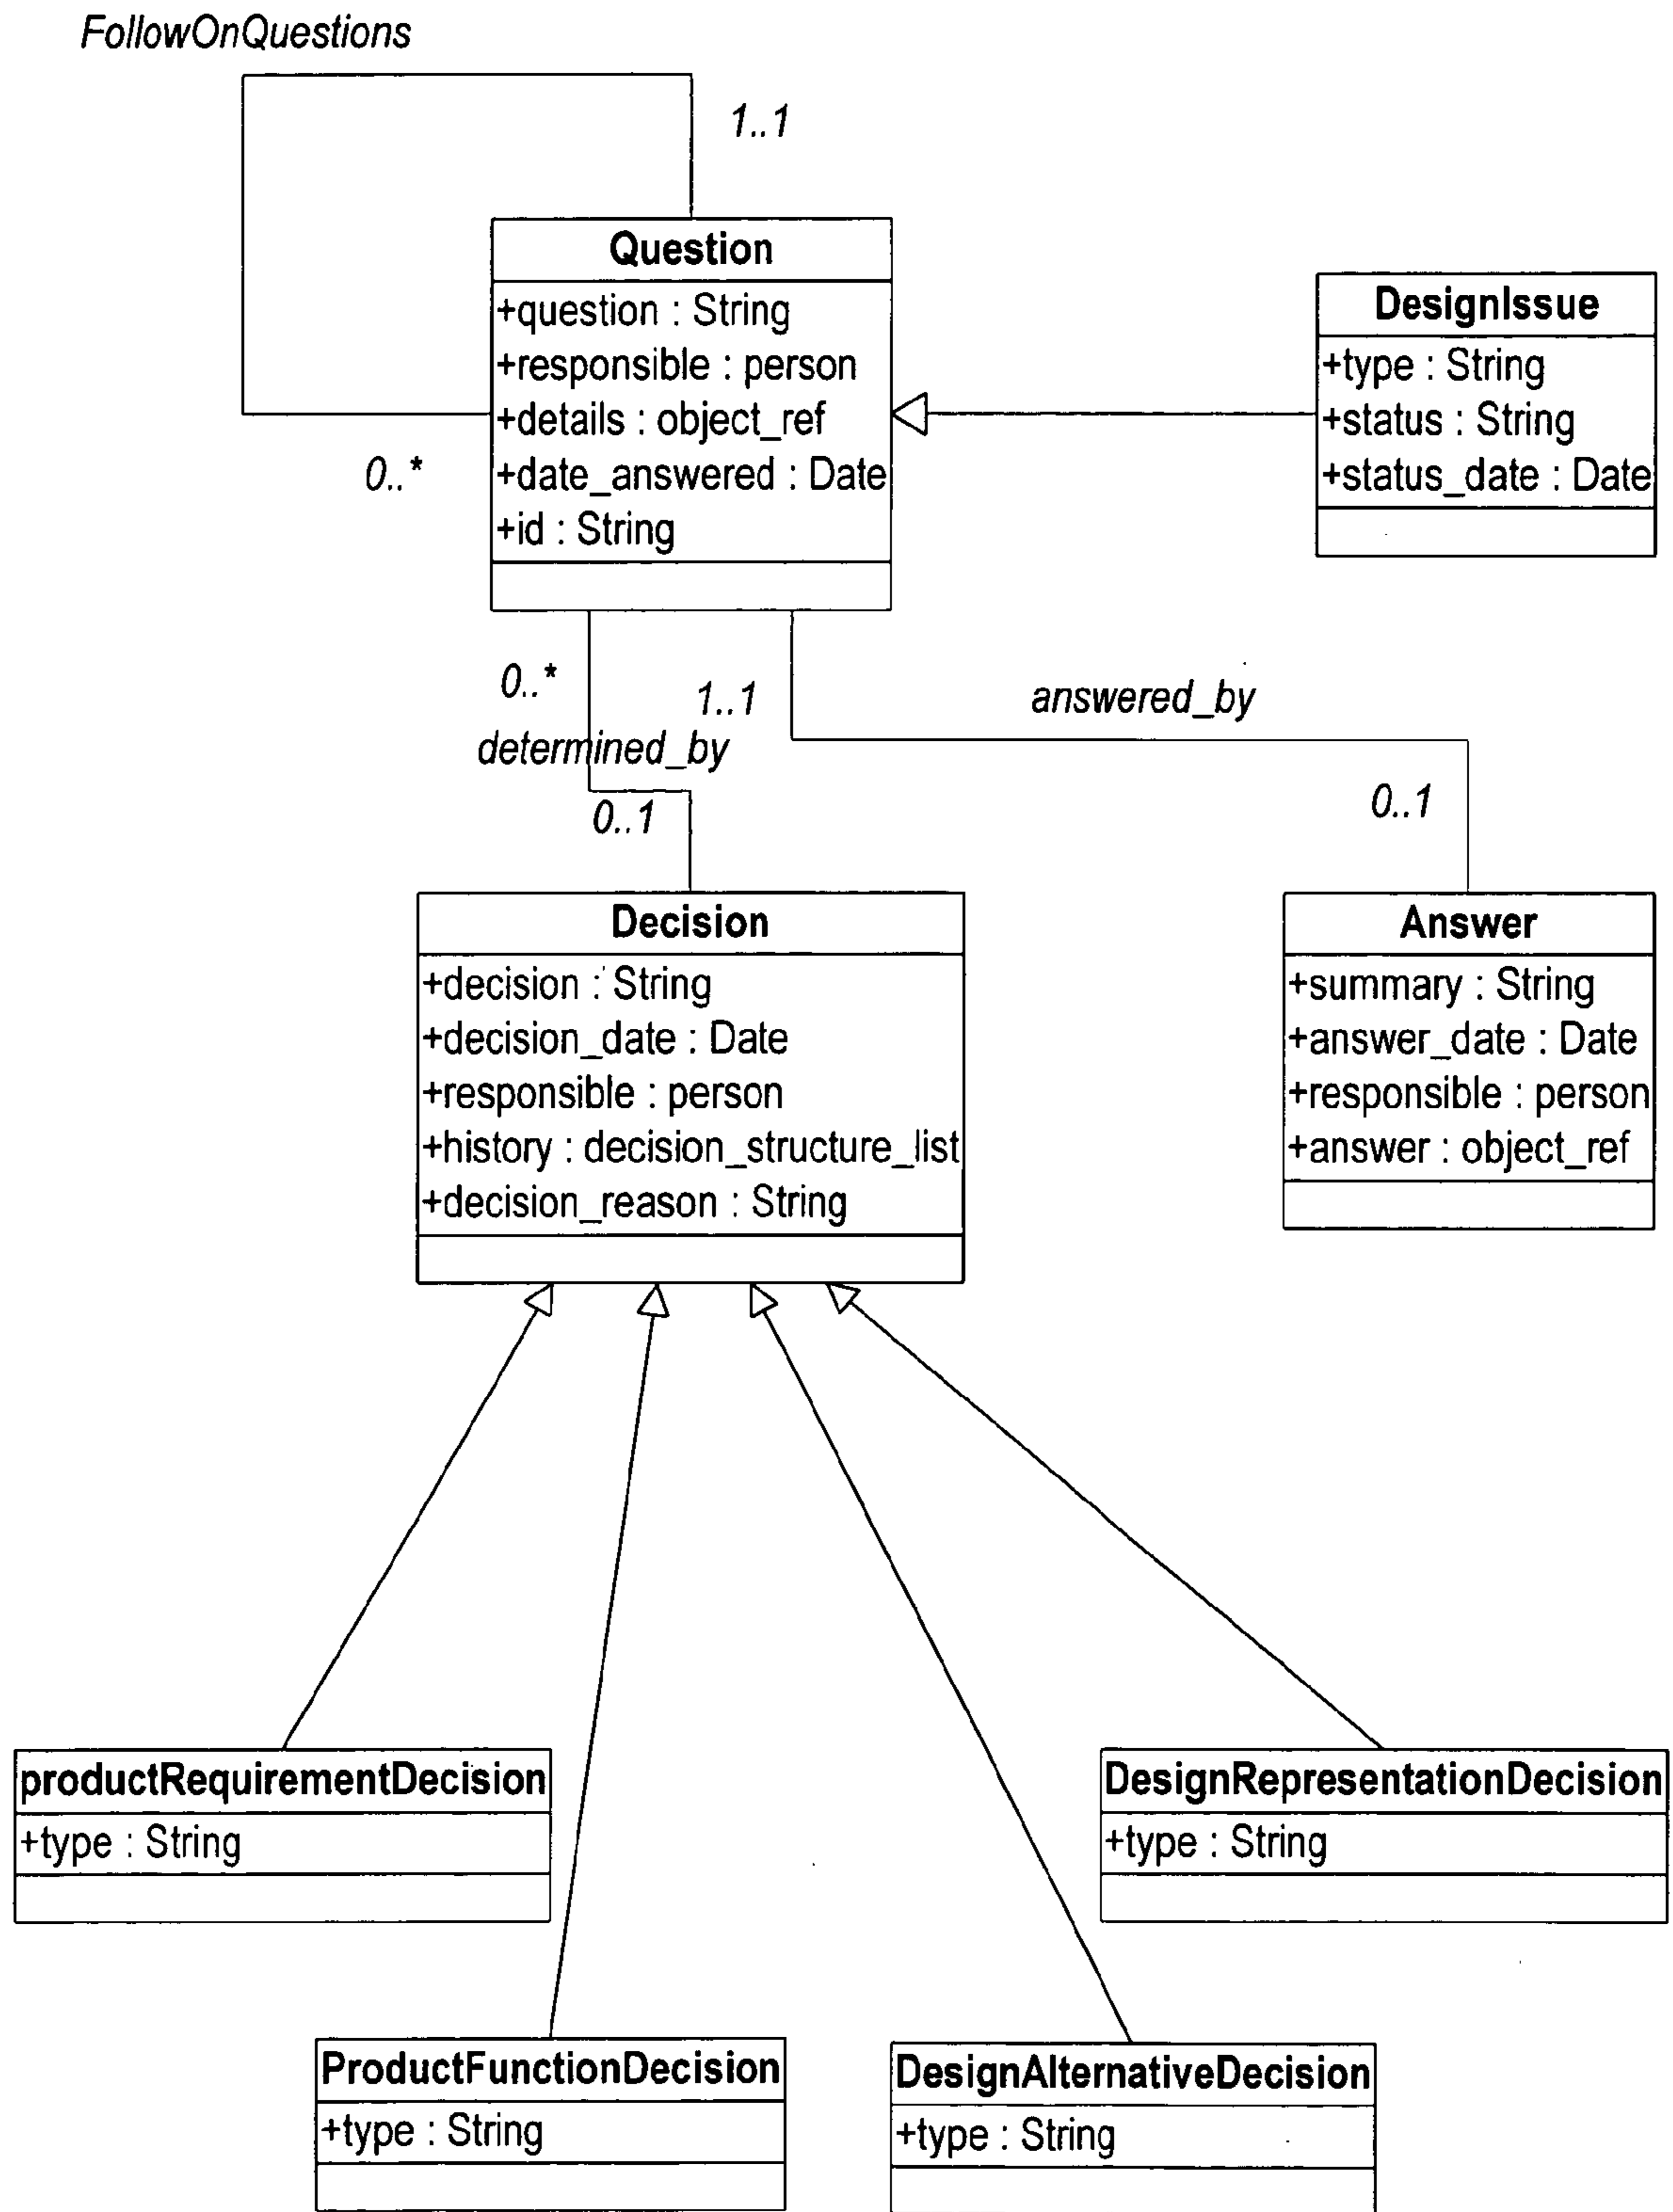 FollowOnQuestions
1..1
Question
+question : String
+responsible : person
+details : object_ref
+date_answered : Date
+id : String
0..*
DesignIssue
+type : String
+status : String
+status_date : Date
0..*
1..1
answered_by
determined_by
0..1
0..1
Decision
+decision : String
+decision_date : Date
+responsible : person
+history : decision_structure_list
+decision_reason : String
Answer
+summary : String
+answer_date : Date
+responsible : person
+answer : object_ref
productRequirementDecision
+type : String
DesignRepresentationDecision
+type : String
ProductFunctionDecision
+type : String
DesignAlternativeDecision
+type : String